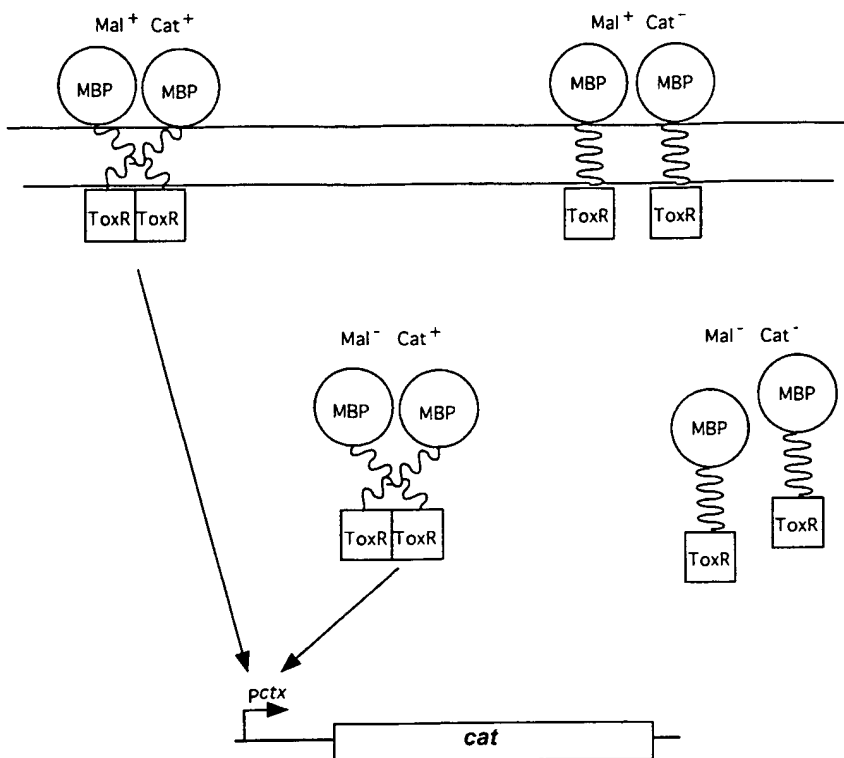 Mal⁺ Cat⁺
Mal⁺ Cat⁻
MBP MBP
MBP MBP
ToxR ToxR
ToxR ToxR
Mal⁻ Cat⁺
Mal⁻ Cat⁻
MBP MBP
MBP
MBP
ToxR ToxR
ToxR
ToxR
Pctx
cat